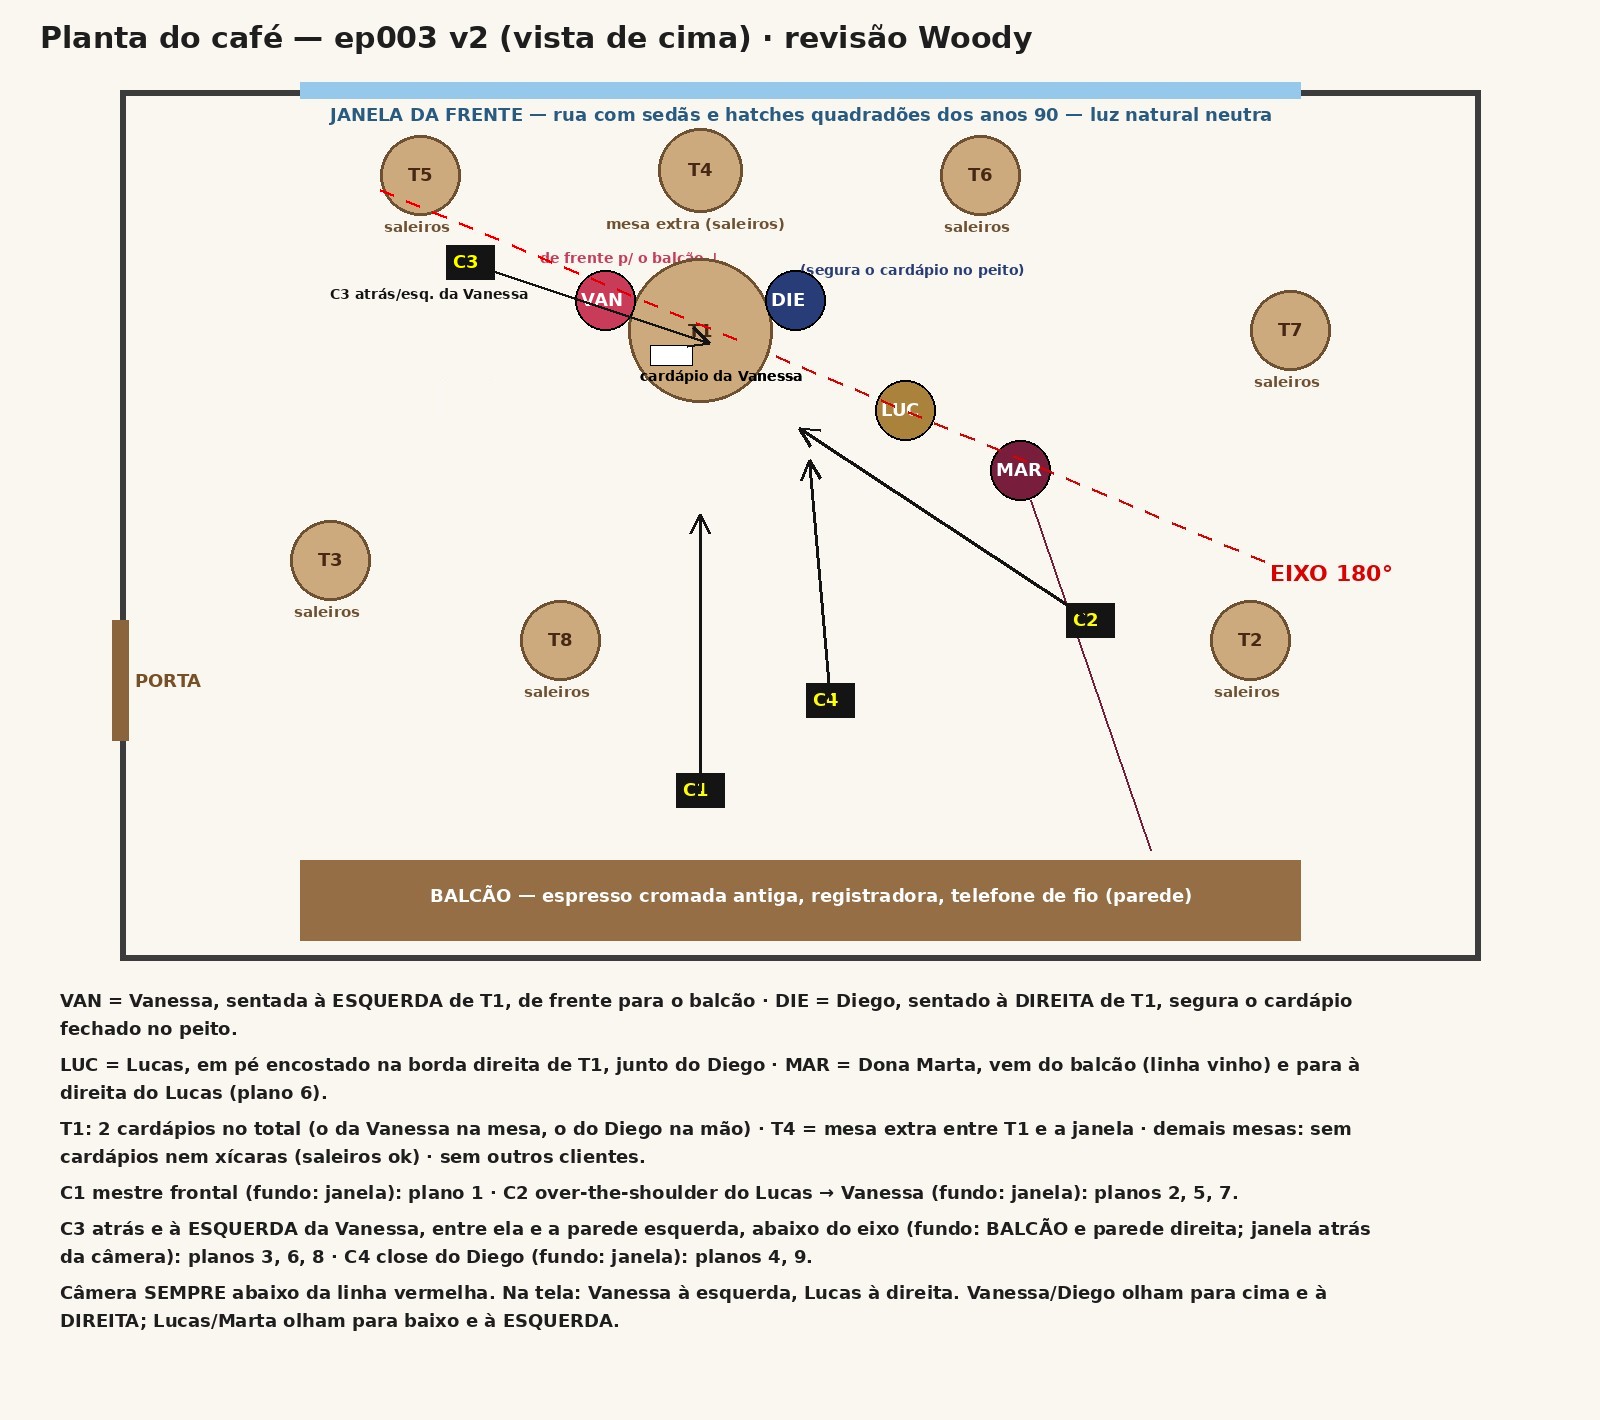 Planta do café — ep003 v2 (vista de cima) · revisão Woody
JANELA DA FRENTE — rua com sedãs e hatches quadradões dos anos 90 — luz natural neutra
T5
T4
T6
saleiros
mesa extra (saleiros)
saleiros
C3
de frente p/ o balcão ↓
(segura o cardápio no peito)
C3 atrás/esq. da Vanessa
VAN
DIE
T1
T7
cardápio da Vanessa
saleiros
LUC
MAR
EIXO 180°
T3
saleiros
C2
T8
T2
saleiros
saleiros
PORTA
C4
C1
BALCÃO — espresso cromada antiga, registradora, telefone de fio (parede)
VAN = Vanessa, sentada à ESQUERDA de T1, de frente para o balcão · DIE = Diego, sentado à DIREITA de T1, segura o cardápio
fechado no peito.
LUC = Lucas, em pé encostado na borda direita de T1, junto do Diego · MAR = Dona Marta, vem do balcão (linha vinho) e para à
direita do Lucas (plano 6).
T1: 2 cardápios no total (o da Vanessa na mesa, o do Diego na mão) · T4 = mesa extra entre T1 e a janela · demais mesas: sem
cardápios nem xícaras (saleiros ok) · sem outros clientes.
C1 mestre frontal (fundo: janela): plano 1 · C2 over-the-shoulder do Lucas → Vanessa (fundo: janela): planos 2, 5, 7.
C3 atrás e à ESQUERDA da Vanessa, entre ela e a parede esquerda, abaixo do eixo (fundo: BALCÃO e parede direita; janela atrás
da câmera): planos 3, 6, 8 · C4 close do Diego (fundo: janela): planos 4, 9.
Câmera SEMPRE abaixo da linha vermelha. Na tela: Vanessa à esquerda, Lucas à direita. Vanessa/Diego olham para cima e à
DIREITA; Lucas/Marta olham para baixo e à ESQUERDA.